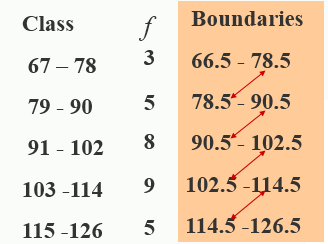 Class f Boundaries
67 – 78 3 66.5 - 78.5
79 - 90 5 78.5 - 90.5
91 - 102 8 90.5 - 102.5
103 -114 9 102.5 -114.5
115 -126 5 114.5 -126.5